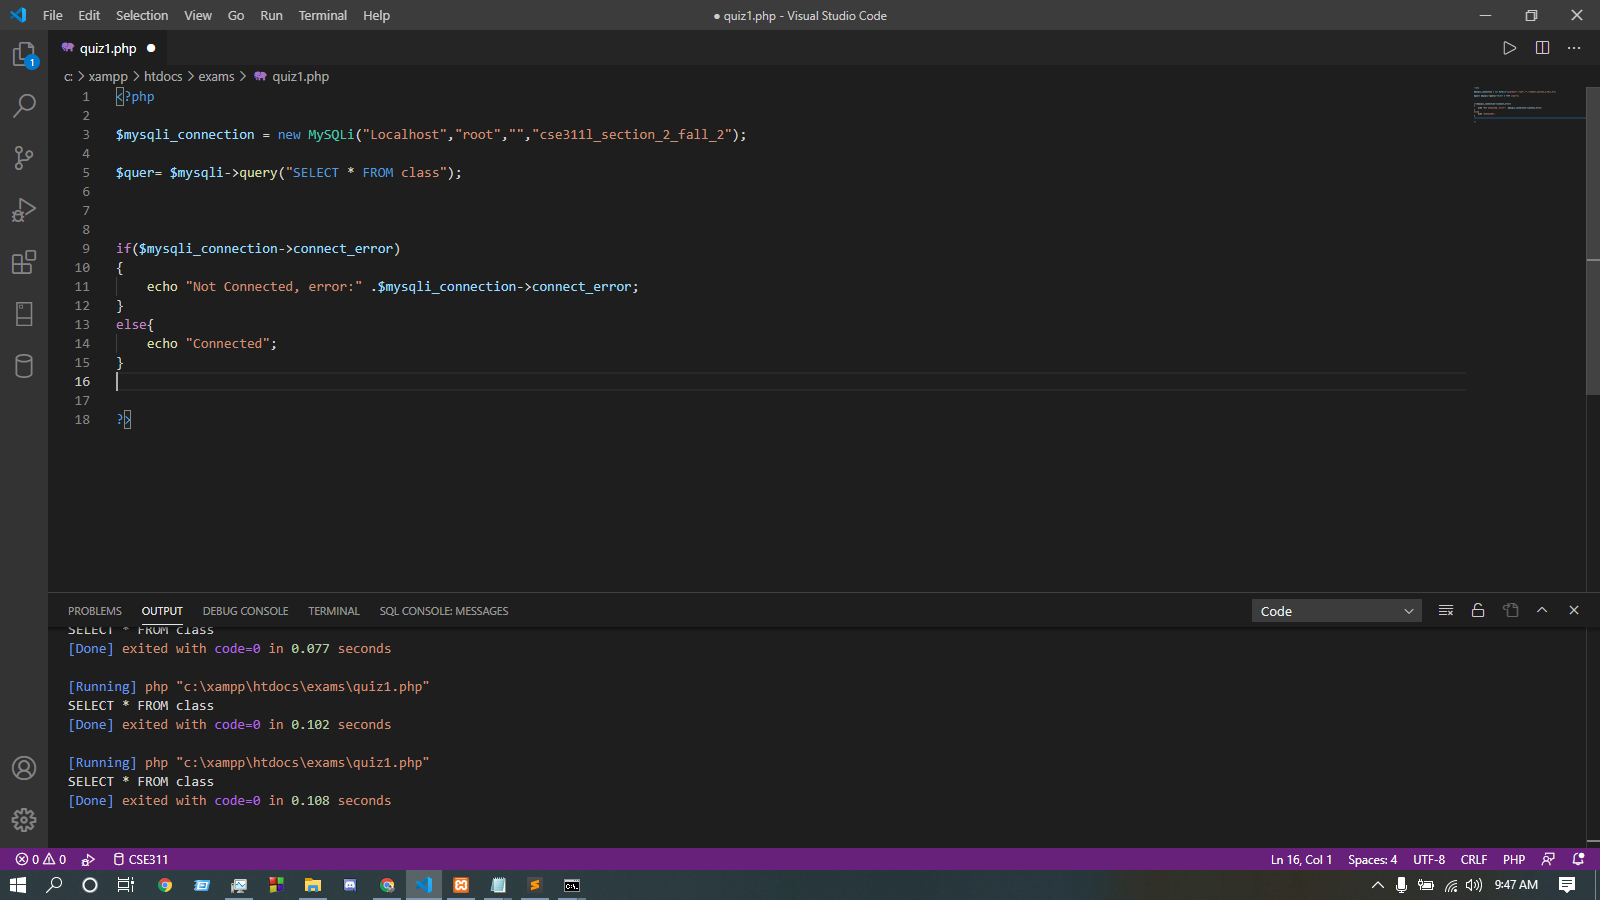 File Edit Selection View Go Run Terminal Help
● quiz1.php - Visual Studio Code
quiz1.php ●
1
c: > xampp > htdocs > exams > quiz1.php
1 <?php
2
3 $mysqli_connection = new MySQLi("Localhost","root","","cse311l_section_2_fall_2");
4
5 $quer= $mysqli->query("SELECT * FROM class");
6
7
8
9 if($mysqli_connection->connect_error)
10 {
11 echo "Not Connected, error:" .$mysqli_connection->connect_error;
12 }
13 else{
14 echo "Connected";
15 }
16
17
18 ?>
PROBLEMS OUTPUT DEBUG CONSOLE TERMINAL SQL CONSOLE: MESSAGES Code
SELECT * FROM class
[Done] exited with code=0 in 0.077 seconds
[Running] php "c:\xampp\htdocs\exams\quiz1.php"
SELECT * FROM class
[Done] exited with code=0 in 0.102 seconds
[Running] php "c:\xampp\htdocs\exams\quiz1.php"
SELECT * FROM class
[Done] exited with code=0 in 0.108 seconds
0 0 CSE311 Ln 16, Col 1 Spaces: 4 UTF-8 CRLF PHP
9:47 AM